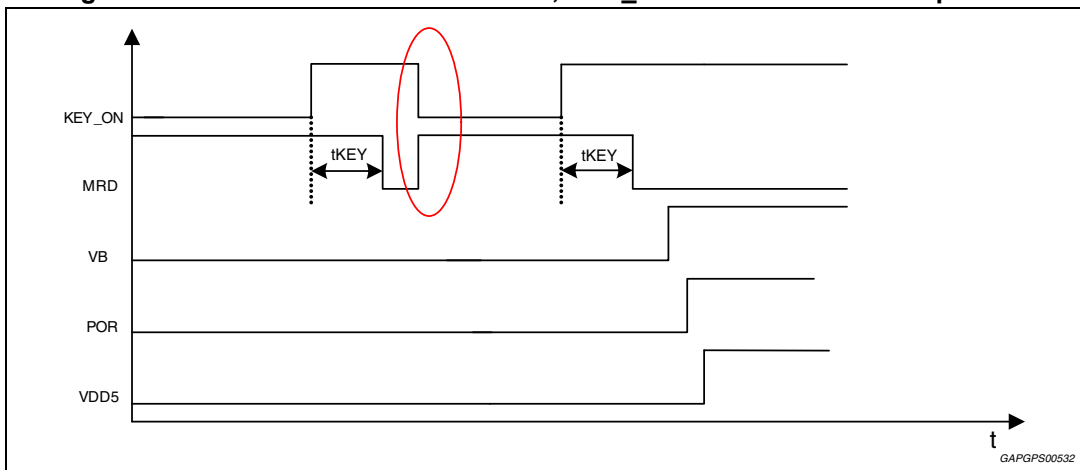 KEY_ON
tKEY
tKEY
MRD
VB
POR
VDD5
t
GAPGPS00532